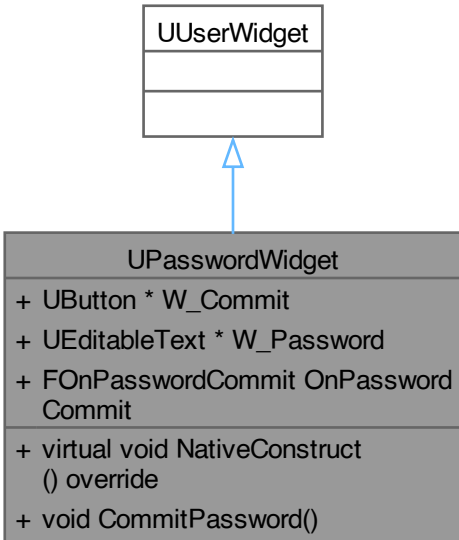 UUserWidget
UPasswordWidget
+ UButton * W_Commit
+ UEditableText * W_Password
+ FOnPasswordCommit OnPassword
Commit
+ virtual void NativeConstruct
() override
+ void CommitPassword()